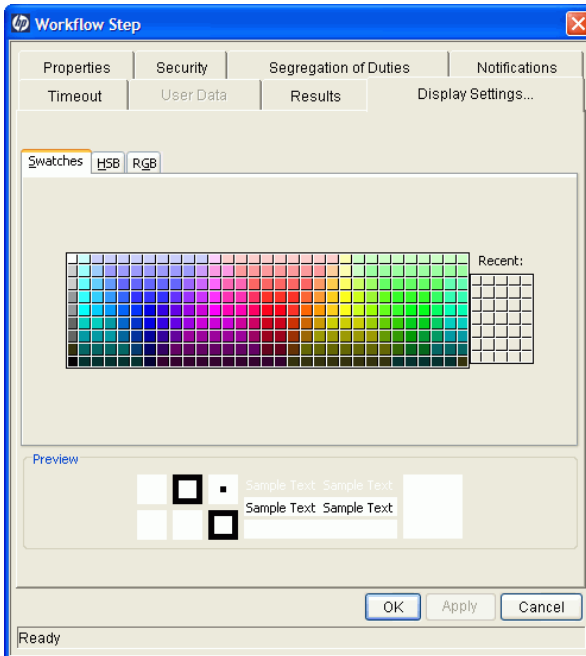 hp Workflow Step
Properties Security Segregation of Duties Notifications
Timeout User Data Results Display Settings...
Swatches HSB RGB
Recent:
Preview
Sample Text Sample Text
Sample Text Sample Text
OK Apply Cancel
Ready